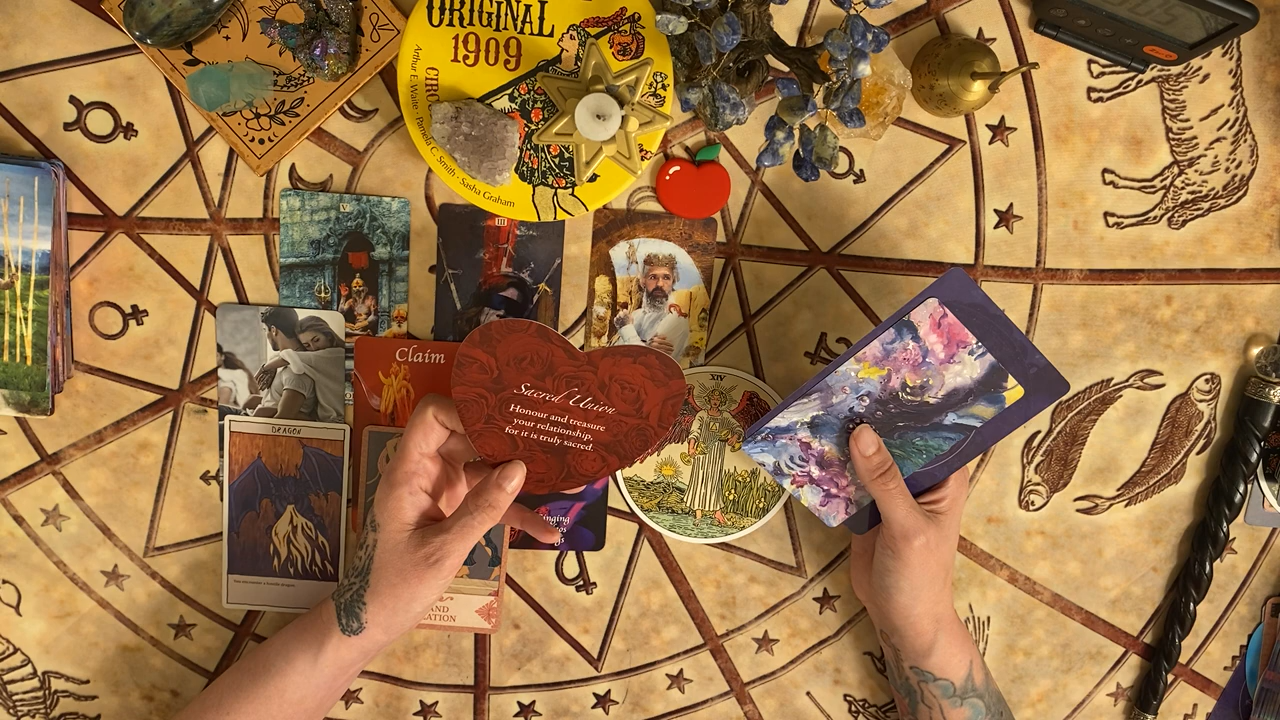 ORIGINAL
1909
Arthur E. Waite · Pamela C. Smith · Sasha Graham
V
III
Claim
Sacred Union
Honour and treasure
your relationship,
for it is truly sacred.
XIV
DRAGON